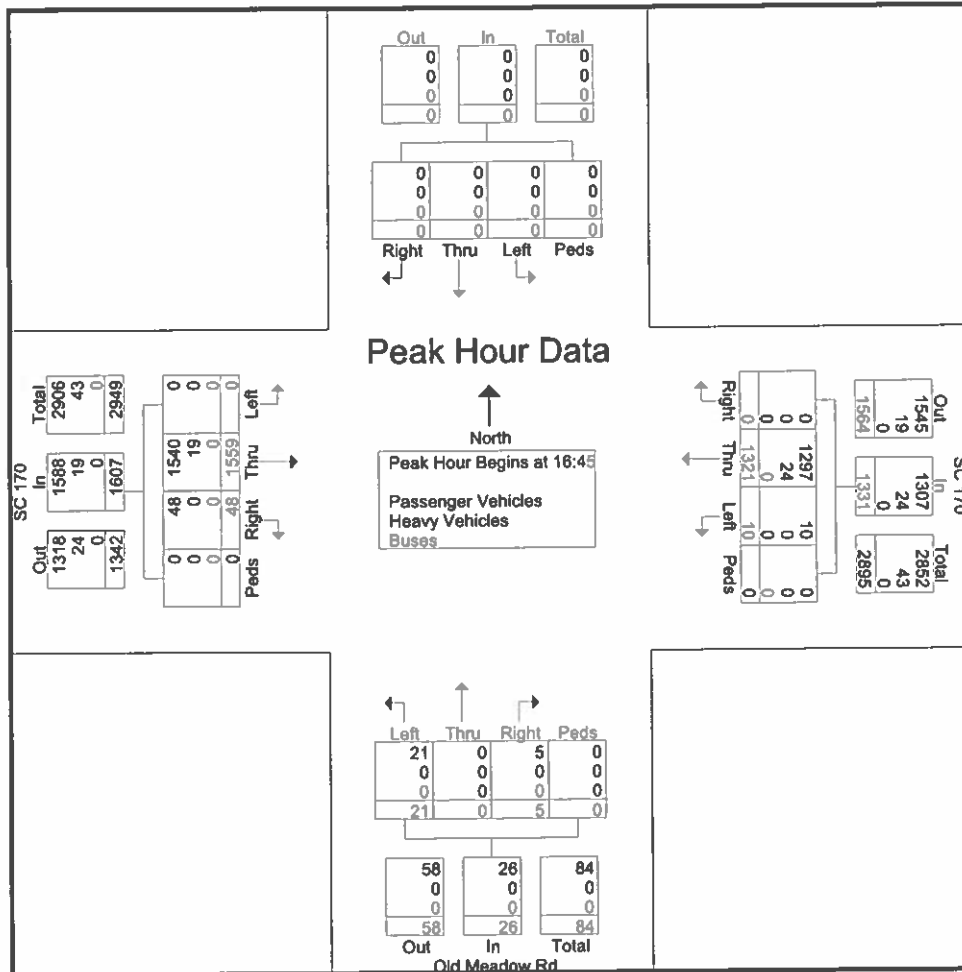 Out In Total
0 0 0
0 0 0
0 0 0
0 0 0
0 0 0 0
0 0 0 0
0 0 0 0
0 0 0 0
Right Thru Left Peds
Peak Hour Data
North
Peak Hour Begins at 16:45
Passenger Vehicles
Heavy Vehicles
Buses
SC 170
Total In Out
2906 1588 1318
43 19 24
0 0 0
2949 1607 1342
Left Thru Right Peds
0 1540 48 0
0 19 0 0
0 0 0 0
0 1559 48 0
Right Thru Left Peds
0 1297 10 0
0 24 0 0
0 0 0 0
0 1321 10 0
Out In Total
1545 1307 2852
19 24 43
0 0 0
1564 1331 2895
SC 170
Left Thru Right Peds
21 0 5 0
0 0 0 0
0 0 0 0
21 0 5 0
58 26 84
0 0 0
0 0 0
58 26 84
Out In Total
Old Meadow Rd